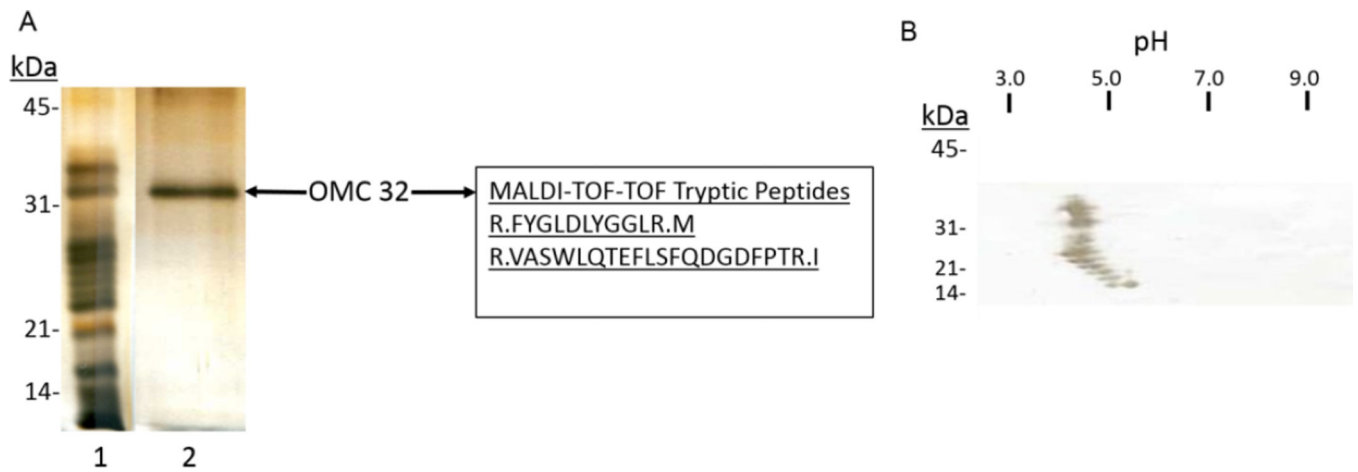 A
kDa
45-
31-
21-
14-
1 2
OMC 32
MALDI-TOF-TOF Tryptic Peptides
R.FYGLDLYGGLR.M
R.VASWLQTEFLSFQDGDFPTR.I
B
pH
3.0 5.0 7.0 9.0
kDa
45-
31-
21-
14-